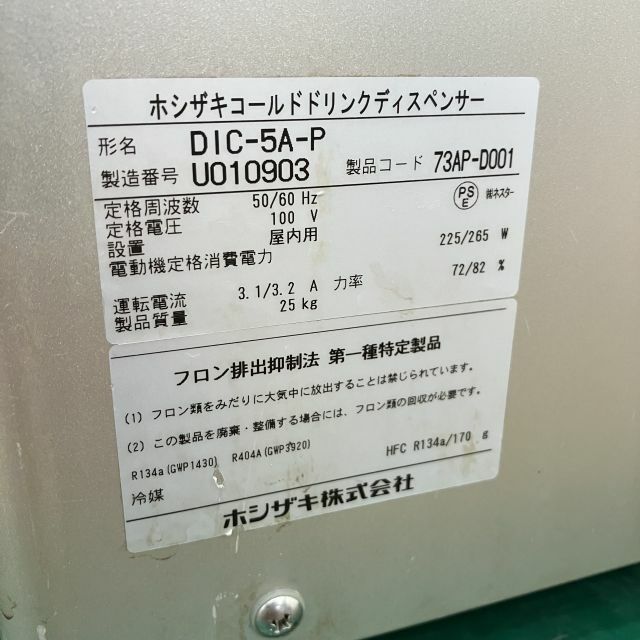 ホシザキコールドドリンクディスペンサー
形名 DIC-5A-P
製造番号 U010903 製品コード 73AP-D001
定格周波数 50/60 Hz PSE ㈱ネスター
定格電圧 100 V
設置 屋内用
電動機定格消費電力 225/265 W
運転電流 3.1/3.2 A 力率 72/82 %
製品質量 25 kg
フロン排出抑制法 第一種特定製品
(1) フロン類をみだりに大気中に放出することは禁じられています。
(2) この製品を廃棄・整備する場合には、フロン類の回収が必要です。
R134a(GWP1430) R404A(GWP3920)
冷媒 HFC R134a/170 g
ホシザキ株式会社